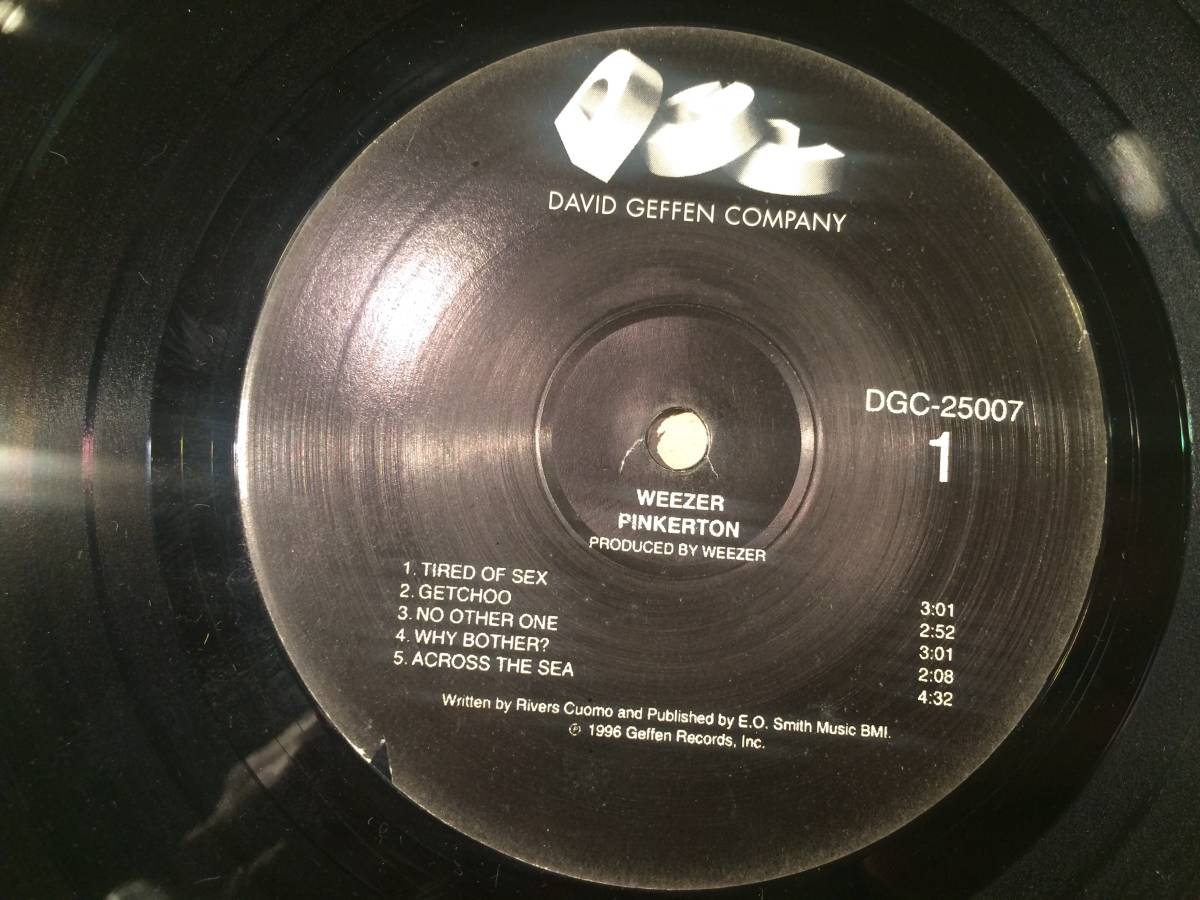 DGC
DAVID GEFFEN COMPANY
DGC-25007
1
WEEZER
PINKERTON
PRODUCED BY WEEZER
1. TIRED OF SEX 3:01
2. GETCHOO 2:52
3. NO OTHER ONE 3:01
4. WHY BOTHER? 2:08
5. ACROSS THE SEA 4:32
Written by Rivers Cuomo and Published by E.O. Smith Music BMI.
℗ 1996 Geffen Records, Inc.